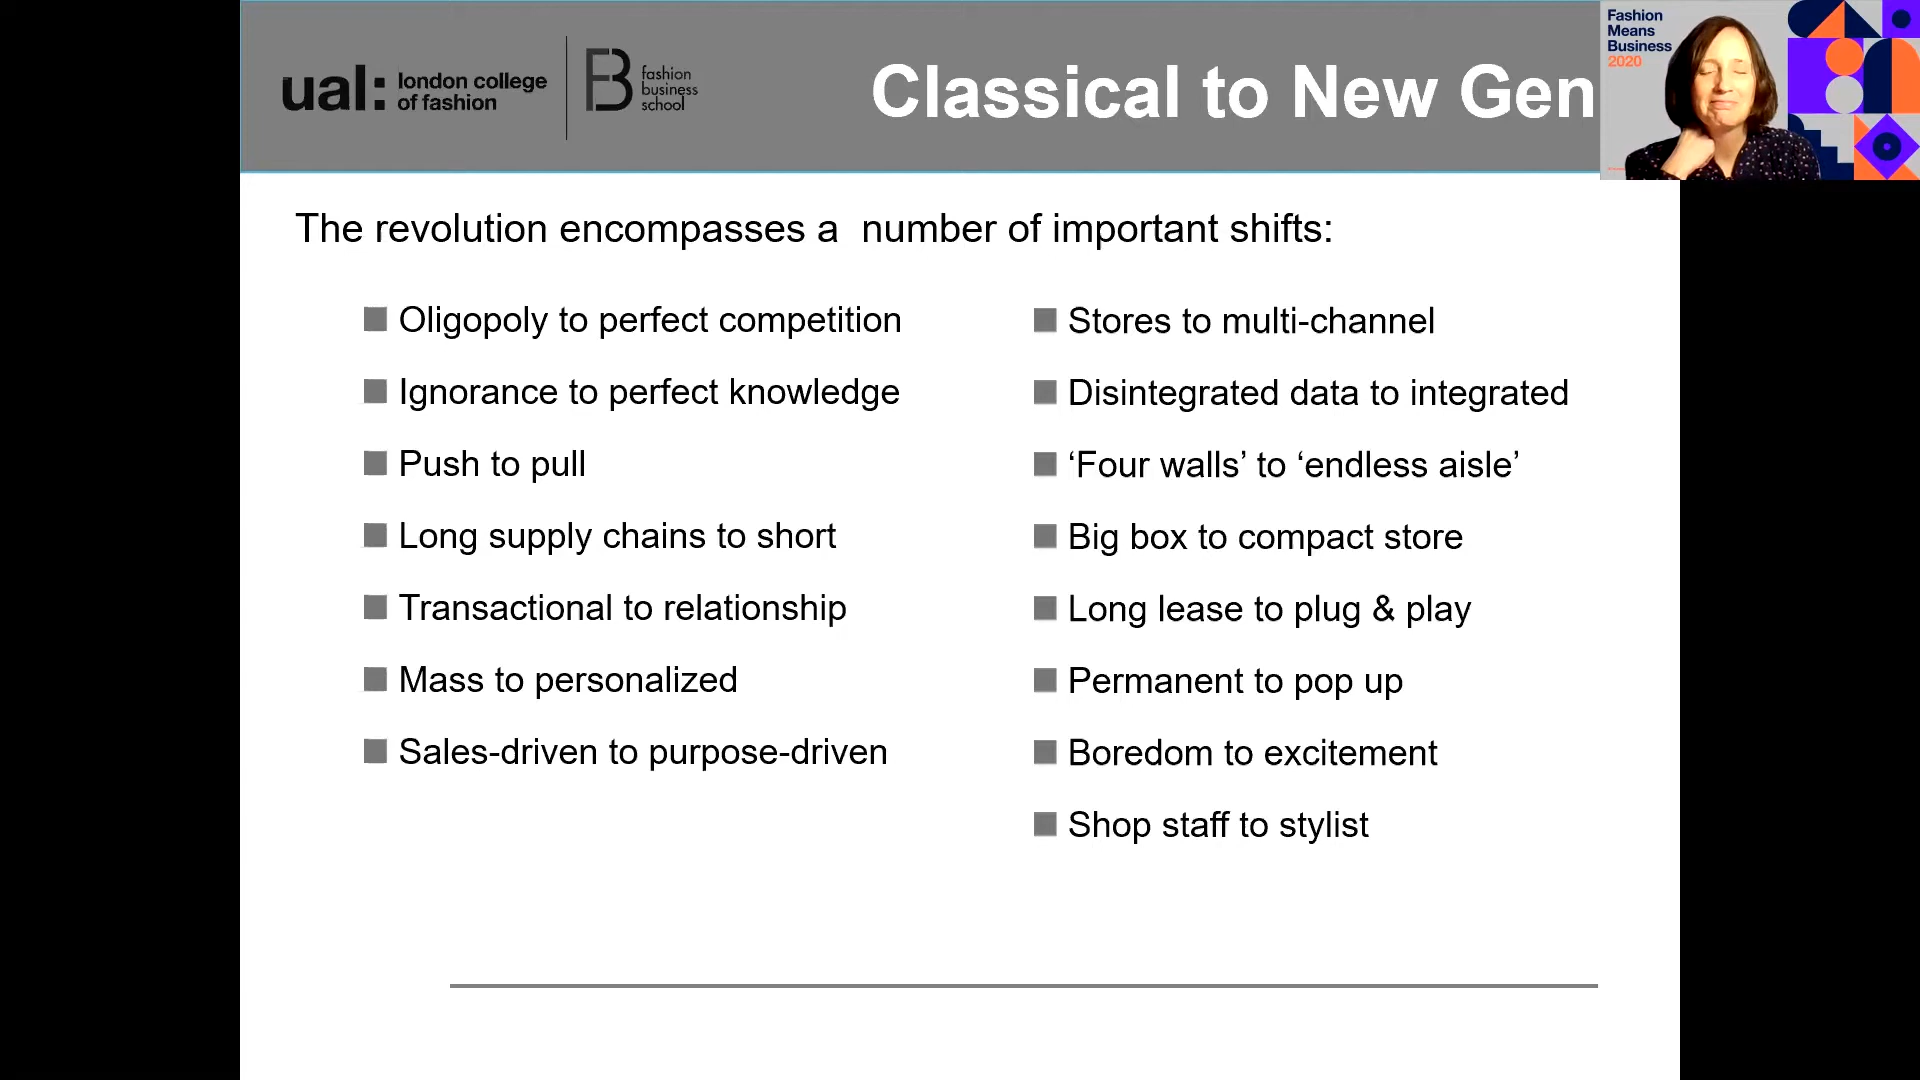 ual: london college
of fashion
fashion
business
school
Classical to New Gen
Fashion
Means
Business
2020
The revolution encompasses a  number of important shifts:
Oligopoly to perfect competition
Ignorance to perfect knowledge
Push to pull
Long supply chains to short
Transactional to relationship
Mass to personalized
Sales-driven to purpose-driven
Stores to multi-channel
Disintegrated data to integrated
‘Four walls’ to ‘endless aisle’
Big box to compact store
Long lease to plug & play
Permanent to pop up
Boredom to excitement
Shop staff to stylist